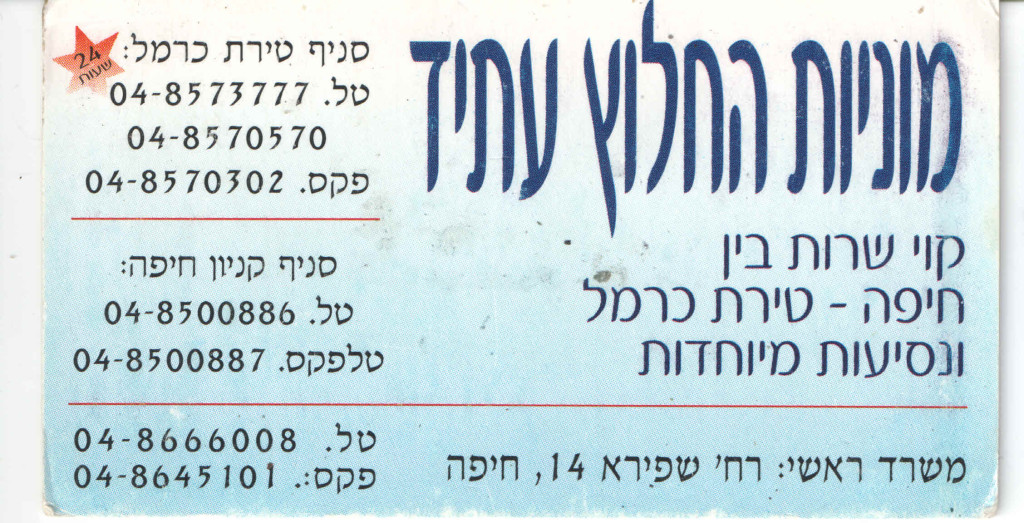 מוניות החלוץ עתיד
קוי שרות בין
חיפה - טירת כרמל
ונסיעות מיוחדות
24
שעות
סניף טירת כרמל:
טל. 04-8573777
04-8570570
פקס. 04-8570302
סניף קניון חיפה:
טל. 04-8500886
טלפקס. 04-8500887
משרד ראשי: רח' שפירא 14, חיפה
טל. 04-8666008
פקס:. 04-8645101